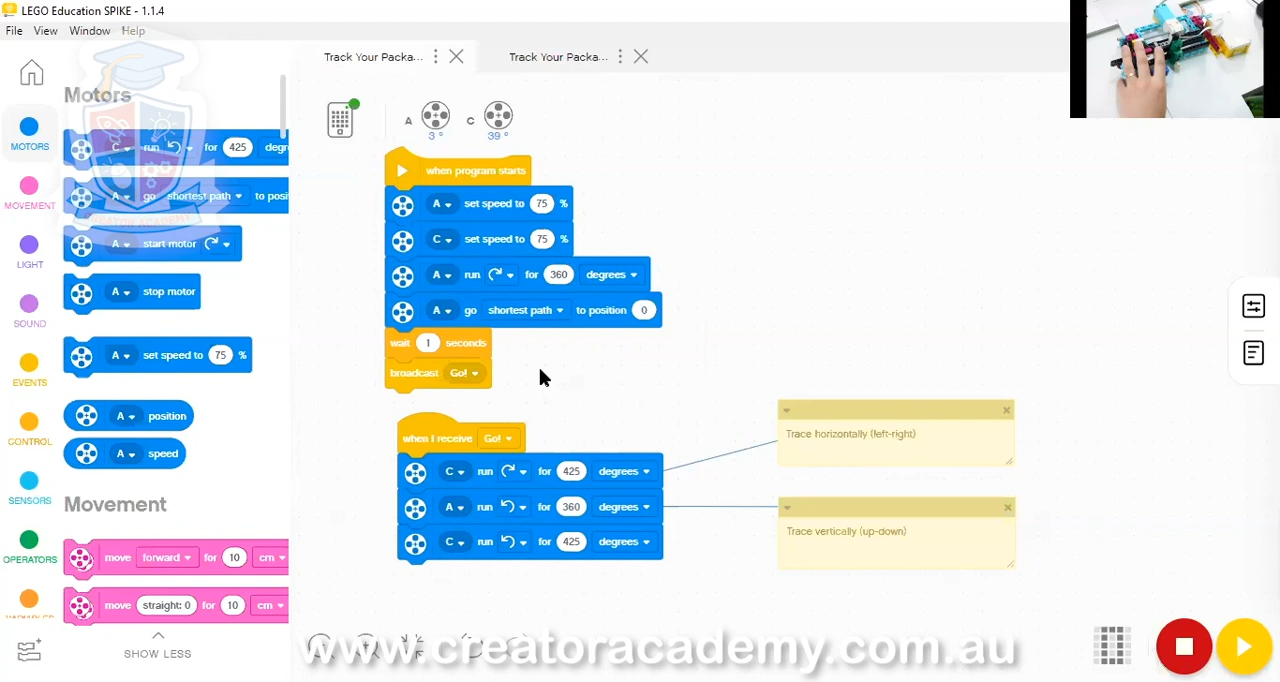 LEGO Education SPIKE - 1.1.4
File View Window Help
Track Your Packa... Track Your Packa...
A 3° C 39°
MOTORS
MOVEMENT
LIGHT
SOUND
EVENTS
CONTROL
SENSORS
OPERATORS
Motors
C run for 425
A go shortest path to
A start motor
A stop motor
A set speed to 75 %
A position
A speed
Movement
move forward for 10 cm
move straight: 0 for 10 cm
SHOW LESS
CREATOR ACADEMY
when program starts
A set speed to 75 %
C set speed to 75 %
A run for 360 degrees
A go shortest path to position 0
wait 1 seconds
broadcast Go!
when I receive Go!
C run for 425 degrees
A run for 360 degrees
C run for 425 degrees
Trace horizontally (left-right)
Trace vertically (up-down)
www.creatoracademy.com.au